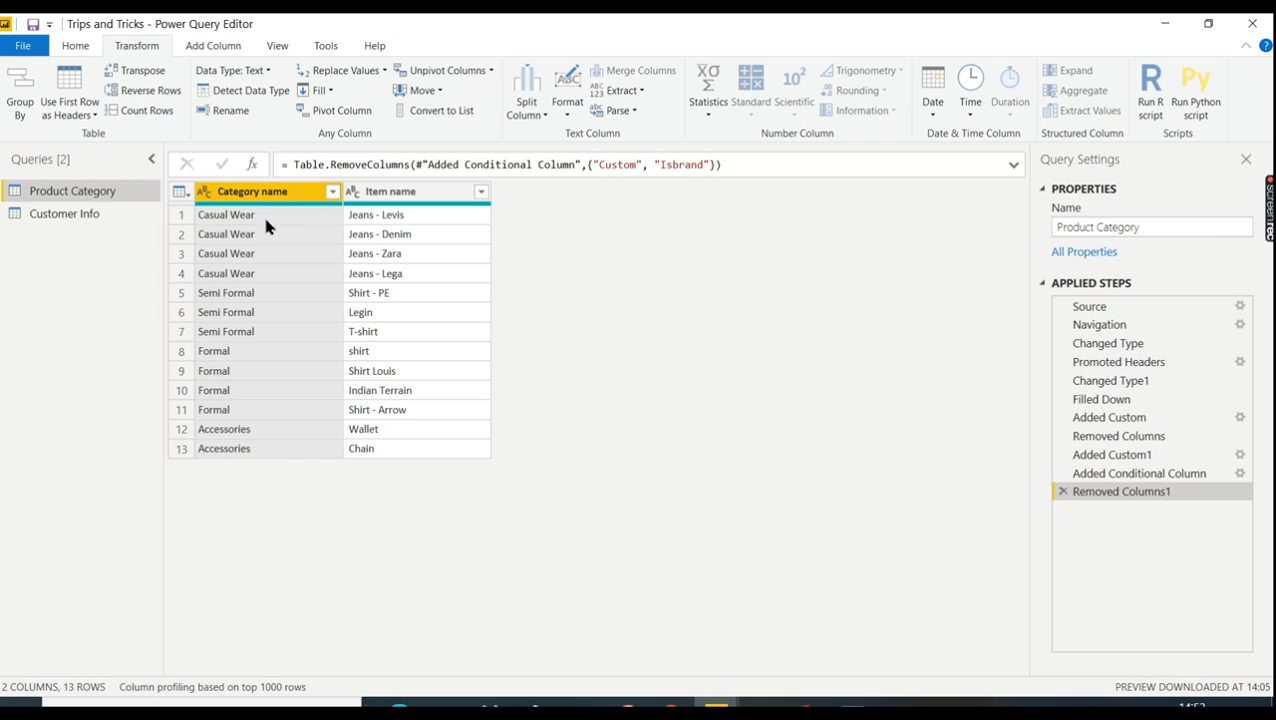 Trips and Tricks - Power Query Editor
File Home Transform Add Column View Tools Help
Group By
Use First Row as Headers
Transpose
Reverse Rows
Count Rows
Table
Data Type: Text
Detect Data Type
Rename
Replace Values
Fill
Pivot Column
Unpivot Columns
Move
Convert to List
Any Column
Split Column
Format
Merge Columns
Extract
Parse
Text Column
Statistics
Standard
Scientific
Trigonometry
Rounding
Information
Number Column
Date
Time
Duration
Date & Time Column
Expand
Aggregate
Extract Values
Structured Column
Run R script
Run Python script
Scripts
Queries [2]
Product Category
Customer Info
= Table.RemoveColumns(#"Added Conditional Column",{"Custom", "Isbrand"})
Category name Item name
1 Casual Wear Jeans - Levis
2 Casual Wear Jeans - Denim
3 Casual Wear Jeans - Zara
4 Casual Wear Jeans - Lega
5 Semi Formal Shirt - PE
6 Semi Formal Legin
7 Semi Formal T-shirt
8 Formal shirt
9 Formal Shirt Louis
10 Formal Indian Terrain
11 Formal Shirt - Arrow
12 Accessories Wallet
13 Accessories Chain
Query Settings
PROPERTIES
Name
Product Category
All Properties
APPLIED STEPS
Source
Navigation
Changed Type
Promoted Headers
Changed Type1
Filled Down
Added Custom
Removed Columns
Added Custom1
Added Conditional Column
Removed Columns1
screenrec
2 COLUMNS, 13 ROWS Column profiling based on top 1000 rows
PREVIEW DOWNLOADED AT 14:05